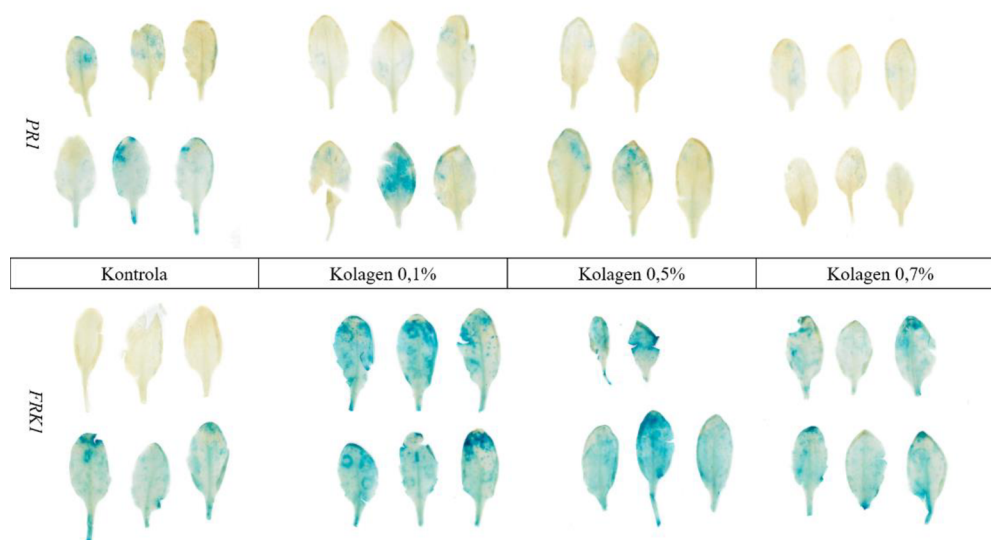 PR1
Kontrola
Kolagen 0,1%
Kolagen 0,5%
Kolagen 0,7%
FRK1